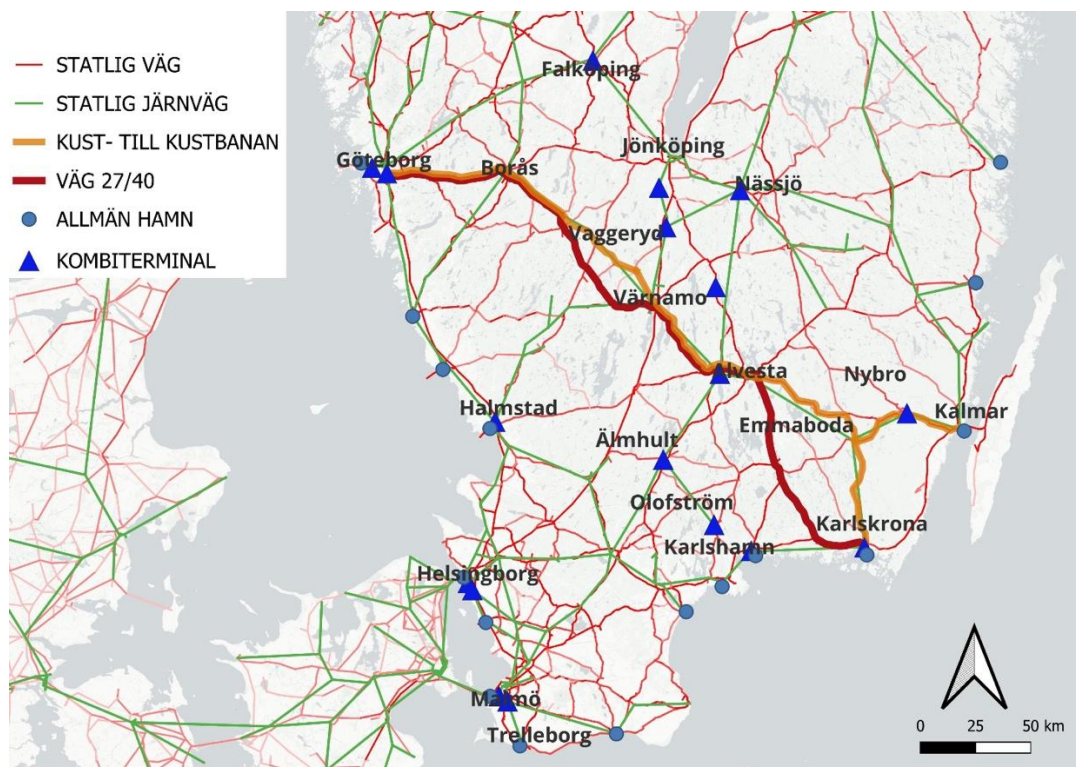 STATLIG VÄG
STATLIG JÄRNVÄG
KUST- TILL KUSTBANAN
VÄG 27/40
ALLMÄN HAMN
KOMBITERMINAL
Falköping
Jönköping
Göteborg
Borås
Nässjö
Vaggeryd
Värnamo
Alvesta
Nybro
Halmstad
Kalmar
Emmaboda
Älmhult
Olofström
Karlskrona
Karlshamn
Helsingborg
Malmö
Trelleborg
0 25 50 km